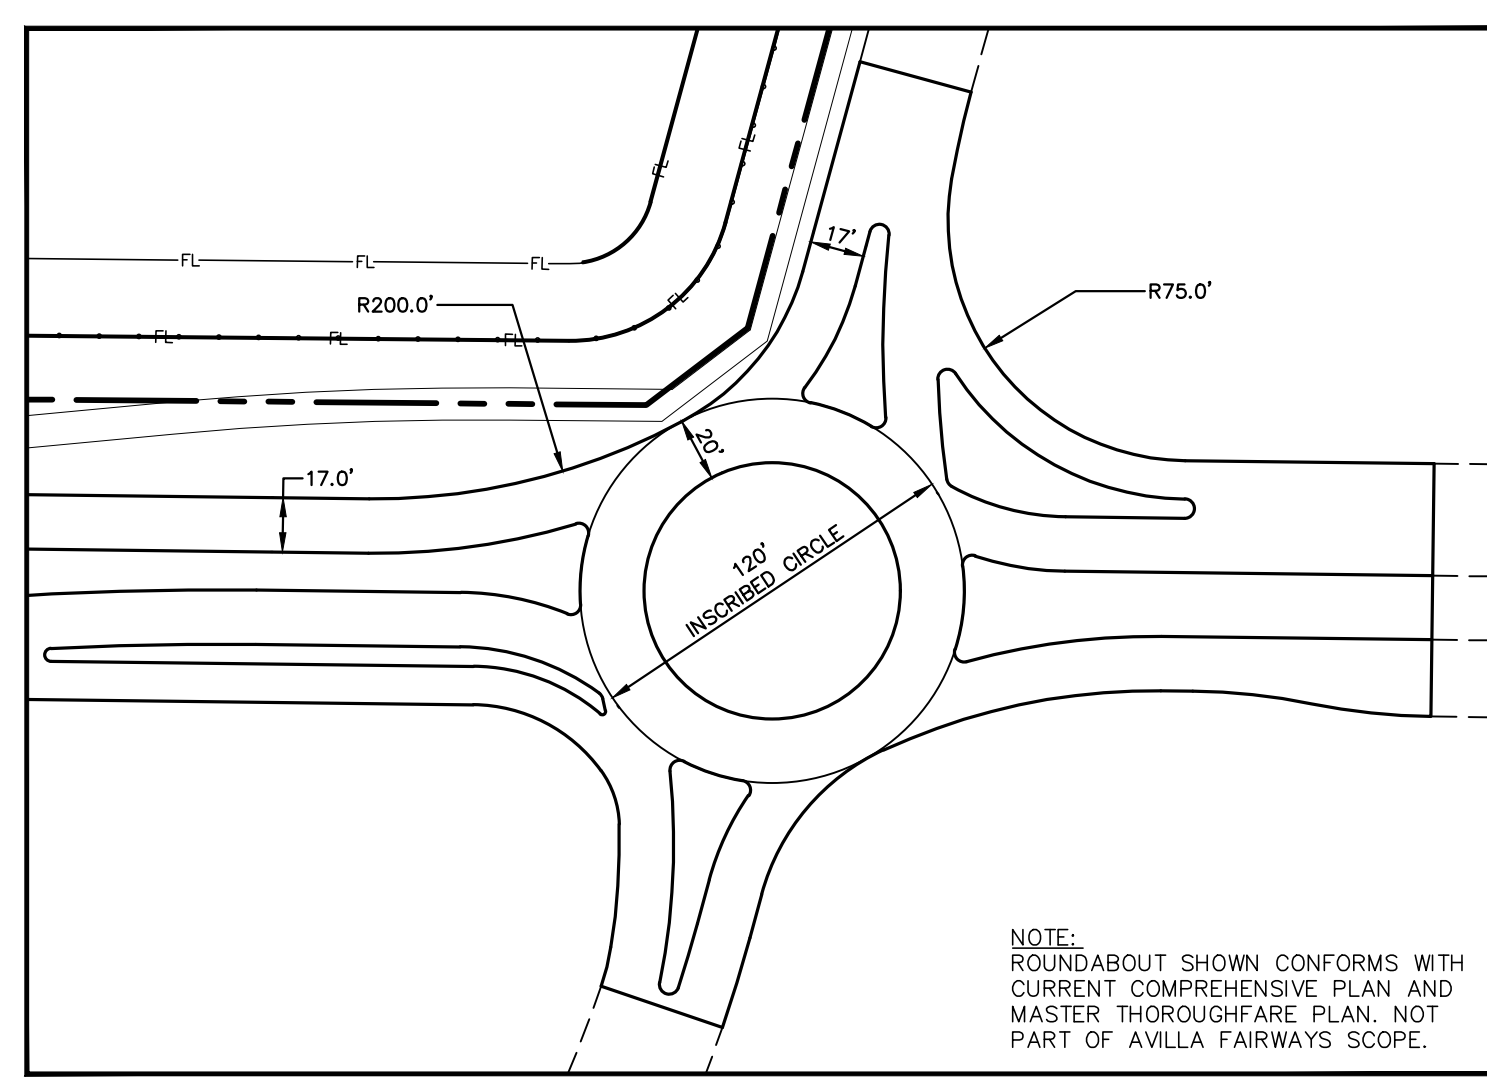 FL
FL
17'
FL
FL
FL
R75.0'
R200.0'
FL
FL
FL
FL
20'
17.0'
120'
INSCRIBED CIRCLE
NOTE:
ROUNDABOUT SHOWN CONFORMS WITH
CURRENT COMPREHENSIVE PLAN AND
MASTER THOROUGHFARE PLAN. NOT
PART OF AVILLA FAIRWAYS SCOPE.